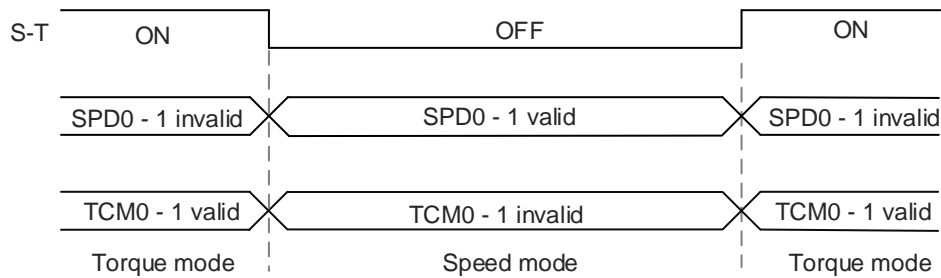 S-T ON OFF ON
SPD0 - 1 invalid SPD0 - 1 valid SPD0 - 1 invalid
TCM0 - 1 valid TCM0 - 1 invalid TCM0 - 1 valid
Torque mode Speed mode Torque mode